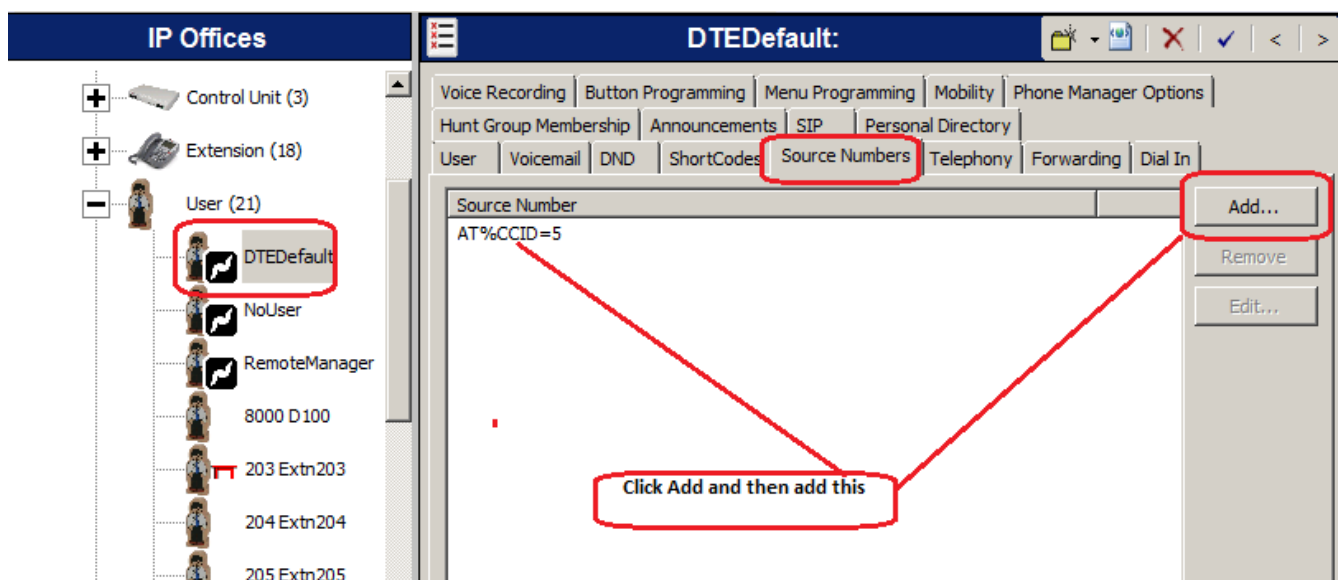 IP Offices
Control Unit (3)
Extension (18)
User (21)
DTEDefault
NoUser
RemoteManager
8000 D100
203 Extn203
204 Extn204
205 Extn205
DTEDefault:
Voice Recording Button Programming Menu Programming Mobility Phone Manager Options
Hunt Group Membership Announcements SIP Personal Directory
User Voicemail DND ShortCodes Source Numbers Telephony Forwarding Dial In
Source Number
AT%CCID=5
Add...
Remove
Edit...
Click Add and then add this